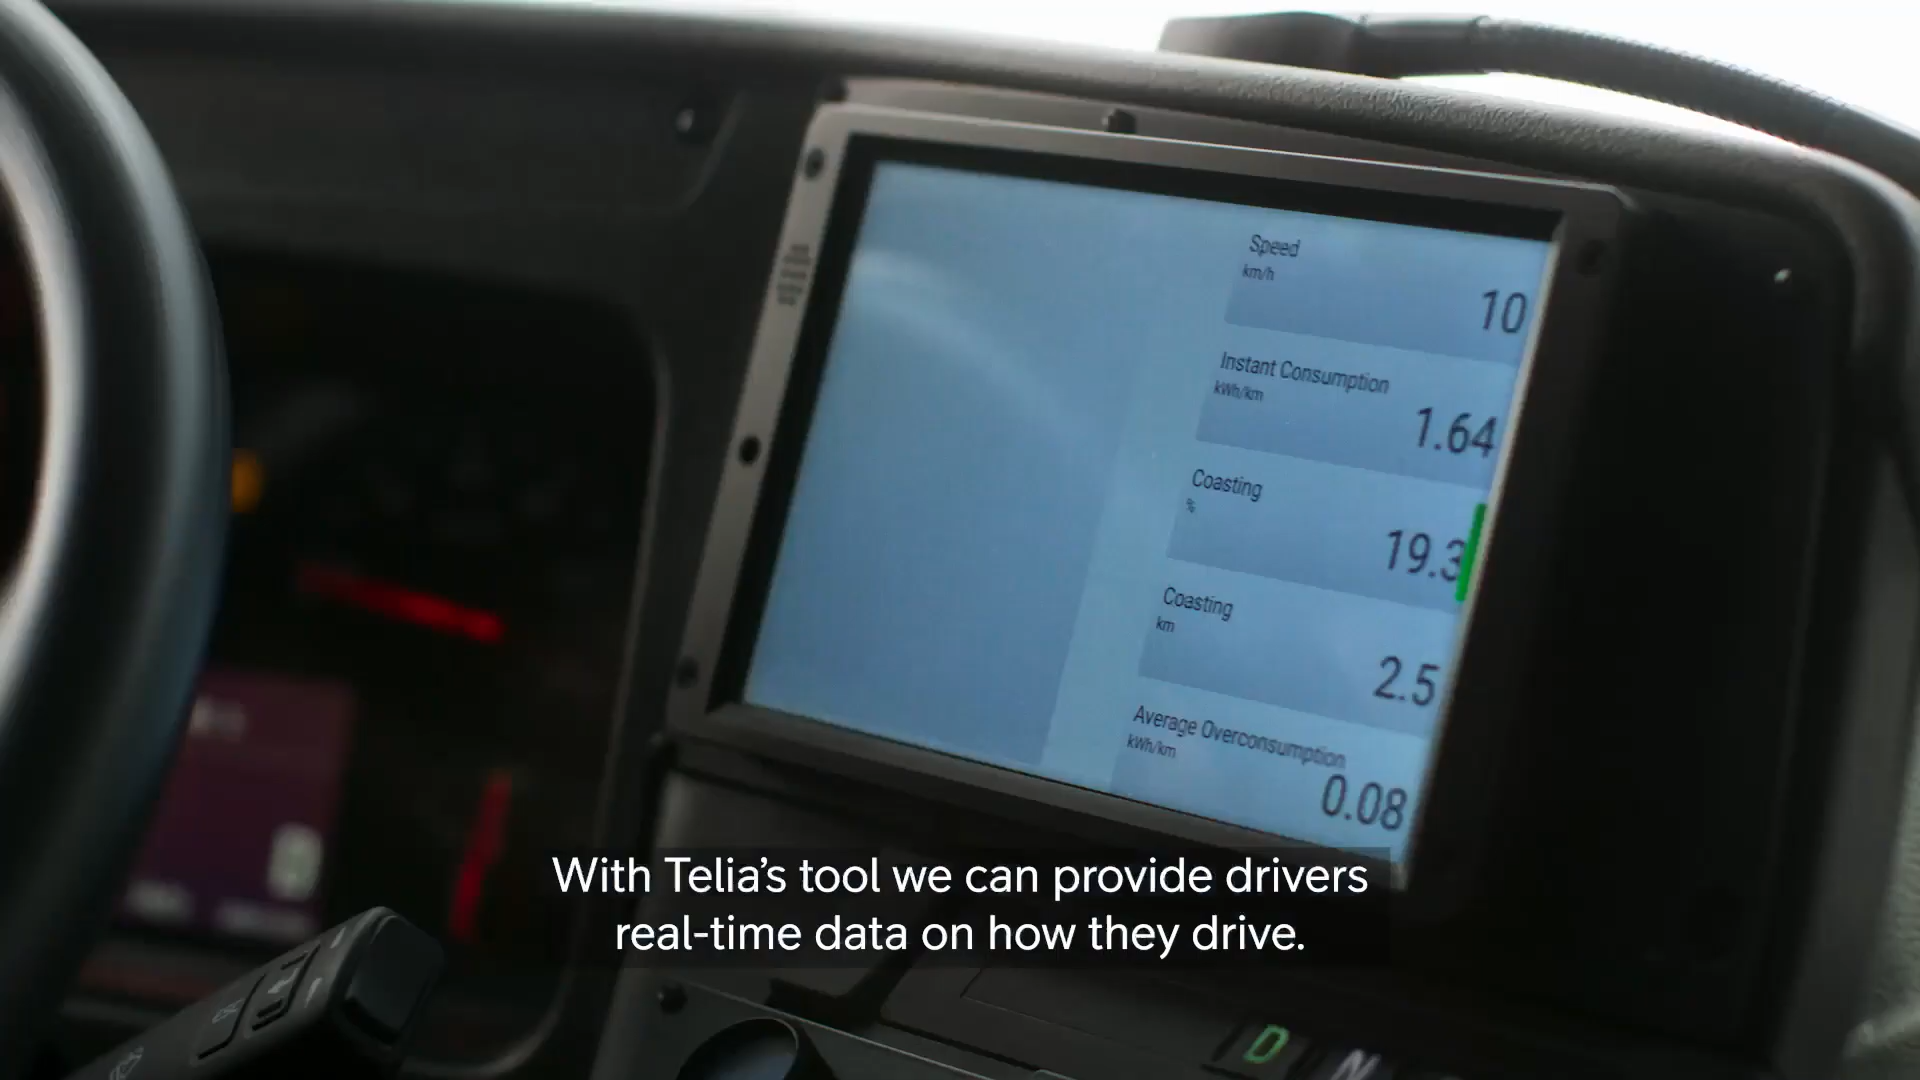 Speed
km/h
10
Instant Consumption
kWh/km
1.64
Coasting
%
19.3
Coasting
km
2.5
Average Overconsumption
kWh/km
0.08
With Telia's tool we can provide drivers
real-time data on how they drive.
D
N